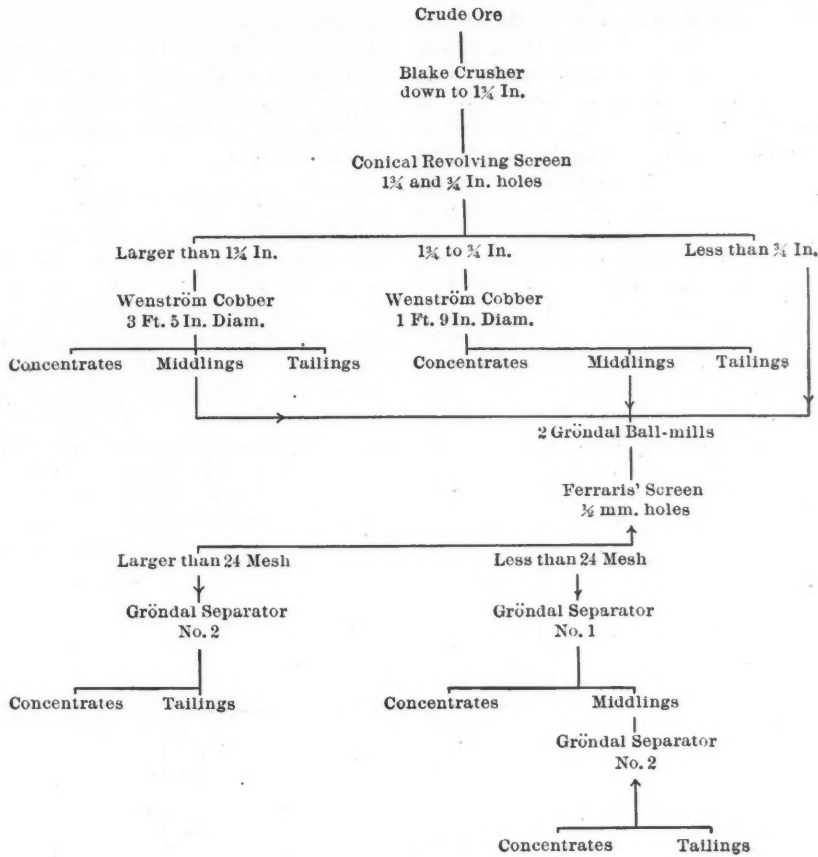 Crude Ore
Blake Crusher
down to 1¾ In.
Conical Revolving Screen
1¾ and ¾ In. holes
Larger than 1¾ In.
1¾ to ¾ In.
Less than ¾ In.
Wenström Cobber
3 Ft. 5 In. Diam.
Wenström Cobber
1 Ft. 9 In. Diam.
Concentrates
Middlings
Tailings
Concentrates
Middlings
Tailings
2 Gröndal Ball-mills
Ferraris' Screen
½ mm. holes
Larger than 24 Mesh
Less than 24 Mesh
Gröndal Separator
No. 2
Gröndal Separator
No. 1
Concentrates
Tailings
Concentrates
Middlings
Gröndal Separator
No. 2
Concentrates
Tailings